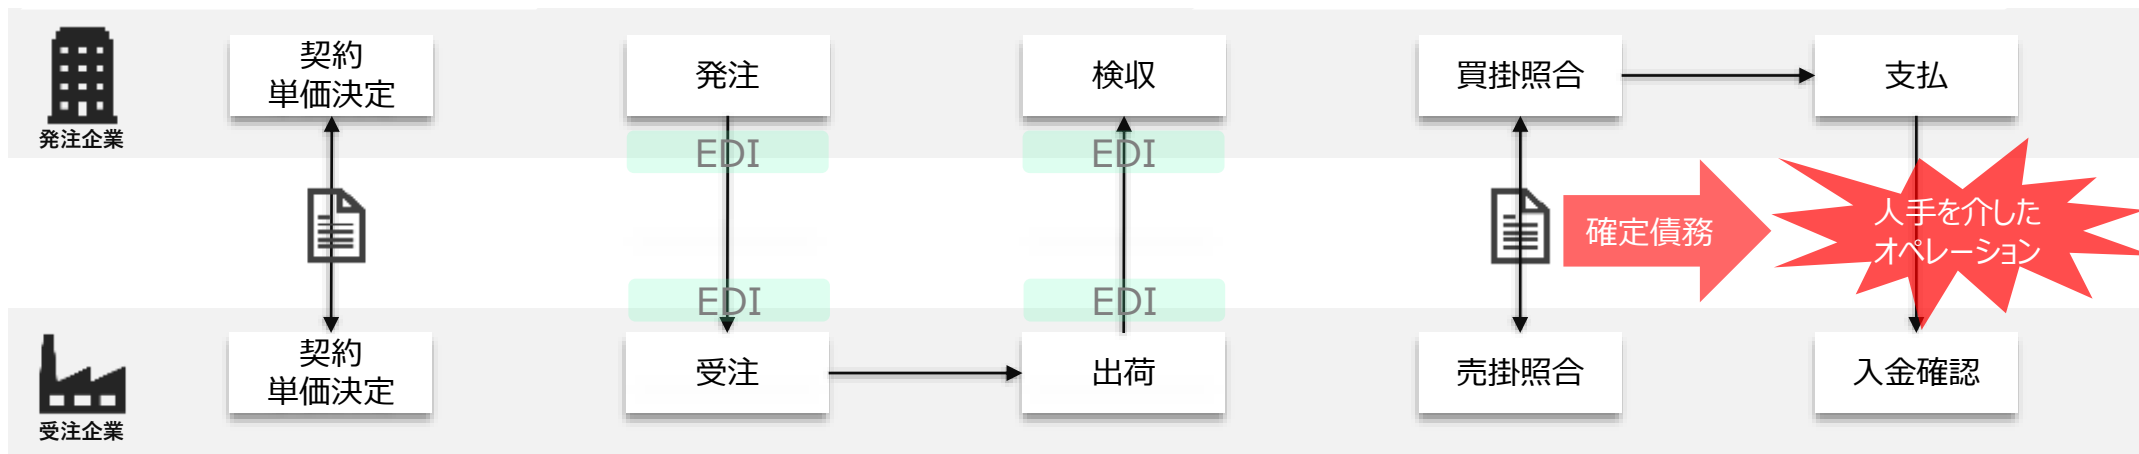 発注企業
契約
単価決定
発注
検収
買掛照合
支払
EDI
EDI
確定債務
人手を介した
オペレーション
EDI
EDI
受注企業
契約
単価決定
受注
出荷
売掛照合
入金確認